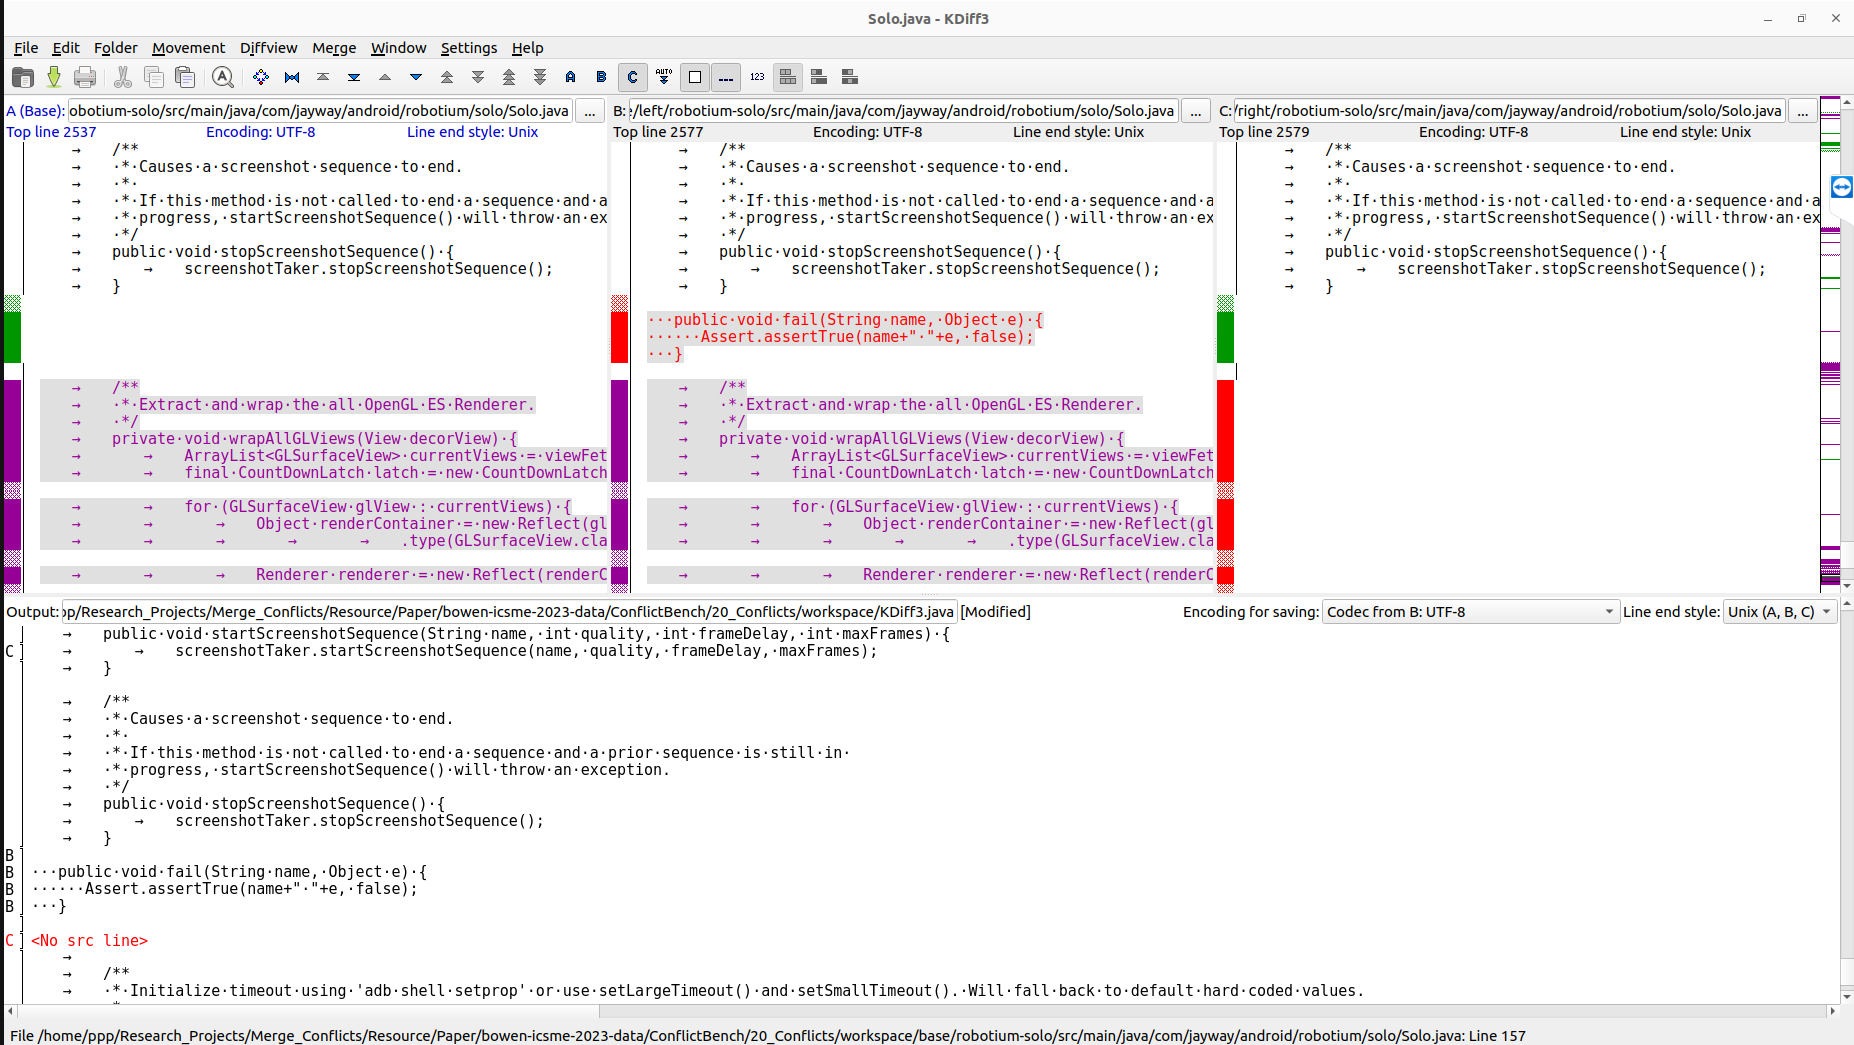 Solo.java - KDiff3
File Edit Folder Movement Diffview Merge Window Settings Help
A B C AUTO 123
A (Base): obotium-solo/src/main/java/com/jayway/android/robotium/solo/Solo.java ...
Top line 2537 Encoding: UTF-8 Line end style: Unix
→ /**
→ ·*·Causes·a·screenshot·sequence·to·end.
→ ·*·
→ ·*·If·this·method·is·not·called·to·end·a·sequence·and·a
→ ·*·progress,·startScreenshotSequence()·will·throw·an·ex
→ ·*/
→ public·void·stopScreenshotSequence()·{
→ → screenshotTaker.stopScreenshotSequence();
→ }
→ /**
→ ·*·Extract·and·wrap·the·all·OpenGL·ES·Renderer.
→ ·*/
→ private·void·wrapAllGLViews(View·decorView)·{
→ → ArrayList<GLSurfaceView>·currentViews·=·viewFet
→ → final·CountDownLatch·latch·=·new·CountDownLatch
→ → for·(GLSurfaceView·glView·:·currentViews)·{
→ → → Object·renderContainer·=·new·Reflect(gl
→ → → → → .type(GLSurfaceView.cla
→ → → Renderer·renderer·=·new·Reflect(renderC
B: :/left/robotium-solo/src/main/java/com/jayway/android/robotium/solo/Solo.java ...
Top line 2577 Encoding: UTF-8 Line end style: Unix
→ /**
→ ·*·Causes·a·screenshot·sequence·to·end.
→ ·*·
→ ·*·If·this·method·is·not·called·to·end·a·sequence·and·a
→ ·*·progress,·startScreenshotSequence()·will·throw·an·ex
→ ·*/
→ public·void·stopScreenshotSequence()·{
→ → screenshotTaker.stopScreenshotSequence();
→ }
···public·void·fail(String·name,·Object·e)·{
······Assert.assertTrue(name+"·"+e,·false);
···}
→ /**
→ ·*·Extract·and·wrap·the·all·OpenGL·ES·Renderer.
→ ·*/
→ private·void·wrapAllGLViews(View·decorView)·{
→ → ArrayList<GLSurfaceView>·currentViews·=·viewFet
→ → final·CountDownLatch·latch·=·new·CountDownLatch
→ → for·(GLSurfaceView·glView·:·currentViews)·{
→ → → Object·renderContainer·=·new·Reflect(gl
→ → → → → .type(GLSurfaceView.cla
→ → → Renderer·renderer·=·new·Reflect(renderC
C: /right/robotium-solo/src/main/java/com/jayway/android/robotium/solo/Solo.java ...
Top line 2579 Encoding: UTF-8 Line end style: Unix
→ /**
→ ·*·Causes·a·screenshot·sequence·to·end.
→ ·*·
→ ·*·If·this·method·is·not·called·to·end·a·sequence·and·a
→ ·*·progress,·startScreenshotSequence()·will·throw·an·ex
→ ·*/
→ public·void·stopScreenshotSequence()·{
→ → screenshotTaker.stopScreenshotSequence();
→ }
Output: op/Research_Projects/Merge_Conflicts/Resource/Paper/bowen-icsme-2023-data/ConflictBench/20_Conflicts/workspace/KDiff3.java [Modified] Encoding for saving: Codec from B: UTF-8 Line end style: Unix (A, B, C)
→ public·void·startScreenshotSequence(String·name,·int·quality,·int·frameDelay,·int·maxFrames)·{
C → → screenshotTaker.startScreenshotSequence(name,·quality,·frameDelay,·maxFrames);
→ }
→ /**
→ ·*·Causes·a·screenshot·sequence·to·end.
→ ·*·
→ ·*·If·this·method·is·not·called·to·end·a·sequence·and·a·prior·sequence·is·still·in·
→ ·*·progress,·startScreenshotSequence()·will·throw·an·exception.
→ ·*/
→ public·void·stopScreenshotSequence()·{
→ → screenshotTaker.stopScreenshotSequence();
→ }
B
B ···public·void·fail(String·name,·Object·e)·{
B ······Assert.assertTrue(name+"·"+e,·false);
B ···}
C <No src line>
→
→ /**
→ ·*·Initialize·timeout·using·'adb·shell·setprop'·or·use·setLargeTimeout()·and·setSmallTimeout().·Will·fall·back·to·default·hard·coded·values.
File /home/ppp/Research_Projects/Merge_Conflicts/Resource/Paper/bowen-icsme-2023-data/ConflictBench/20_Conflicts/workspace/base/robotium-solo/src/main/java/com/jayway/android/robotium/solo/Solo.java: Line 157